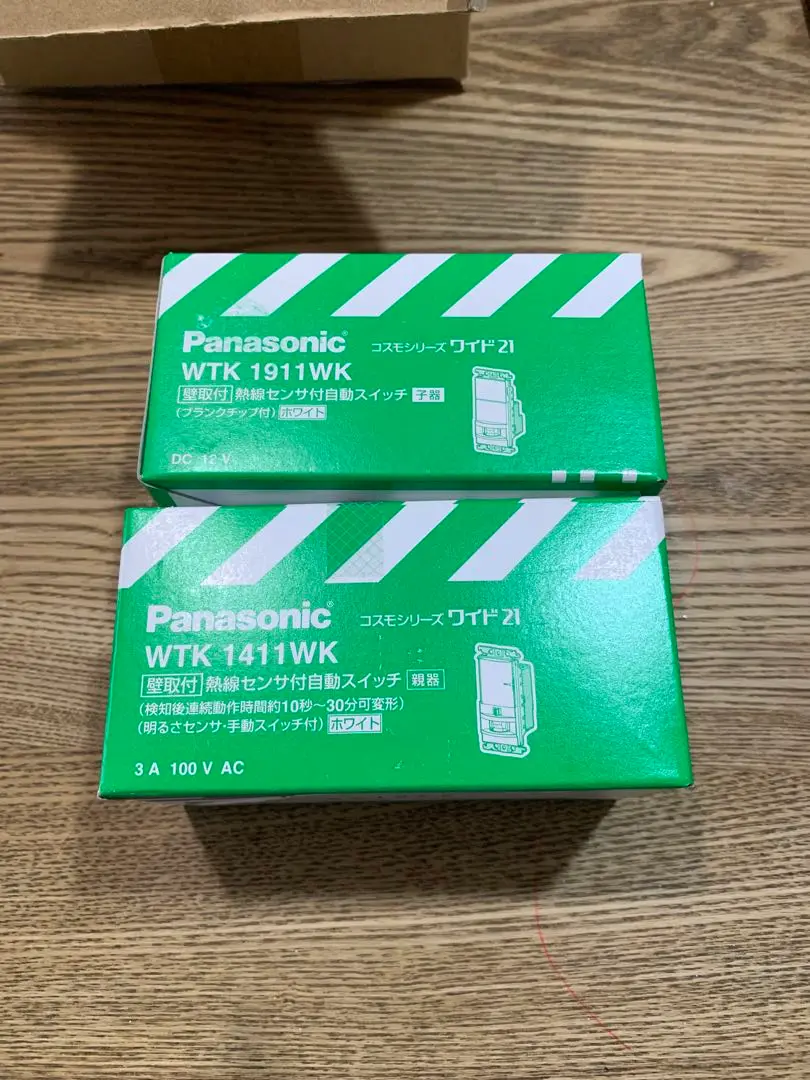 Panasonic® コスモシリーズ ワイド21
WTK 1911WK
壁取付 熱線センサ付自動スイッチ 子器
(ブランクチップ付) ホワイト
DC 12 V
Panasonic® コスモシリーズ ワイド21
WTK 1411WK
壁取付 熱線センサ付自動スイッチ 親器
(検知後連続動作時間約10秒～30分可変形)
(明るさセンサ・手動スイッチ付) ホワイト
3 A 100 V AC